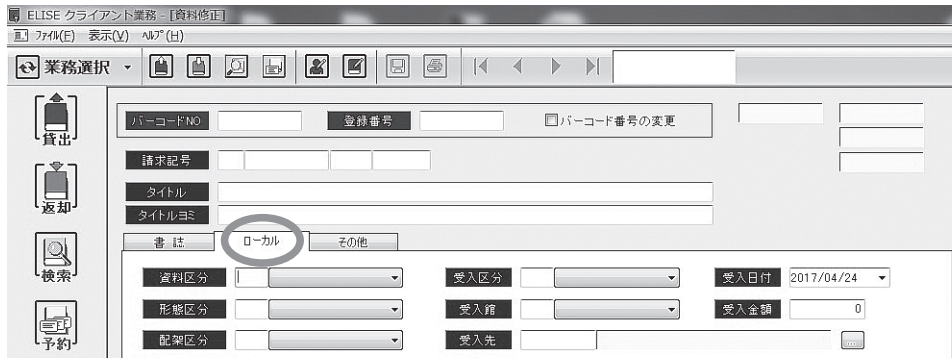 ELISE クライアント業務 - [資料修正]
ファイル(E) 表示(V) ヘルプ(H)
業務選択
貸出
返却
検索
予約
バーコードNO 登録番号 バーコード番号の変更
請求記号
タイトル
タイトルヨミ
書誌 ローカル その他
資料区分 受入区分 受入日付 2017/04/24
形態区分 受入館 受入金額 0
配架区分 受入先 ...